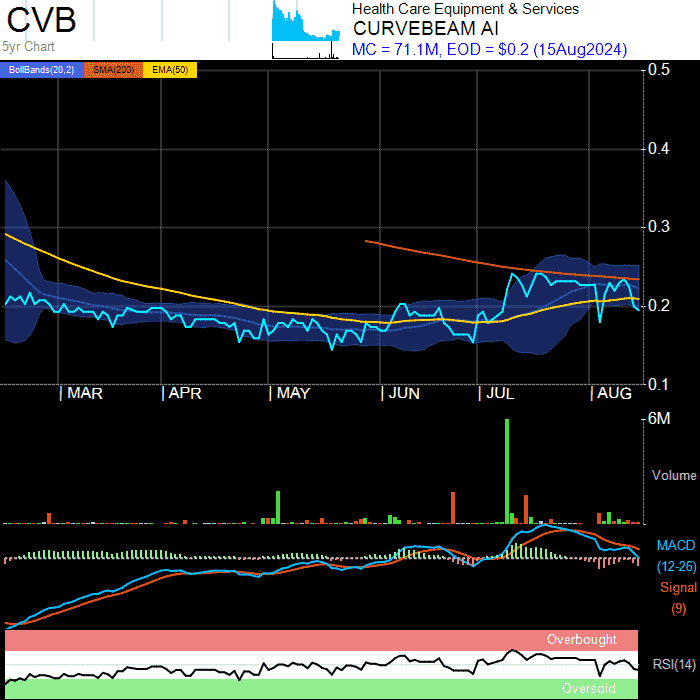 CVB
5yr Chart
Health Care Equipment & Services
CURVEBEAM AI
MC = 71.1M, EOD = $0.2 (15Aug2024)
BollBands(20,2) SMA(200) EMA(50)
0.5
0.4
0.3
0.2
0.1
MAR APR MAY JUN JUL AUG
6M
Volume
MACD
(12-26)
Signal
(9)
Overbought
RSI(14)
Oversold